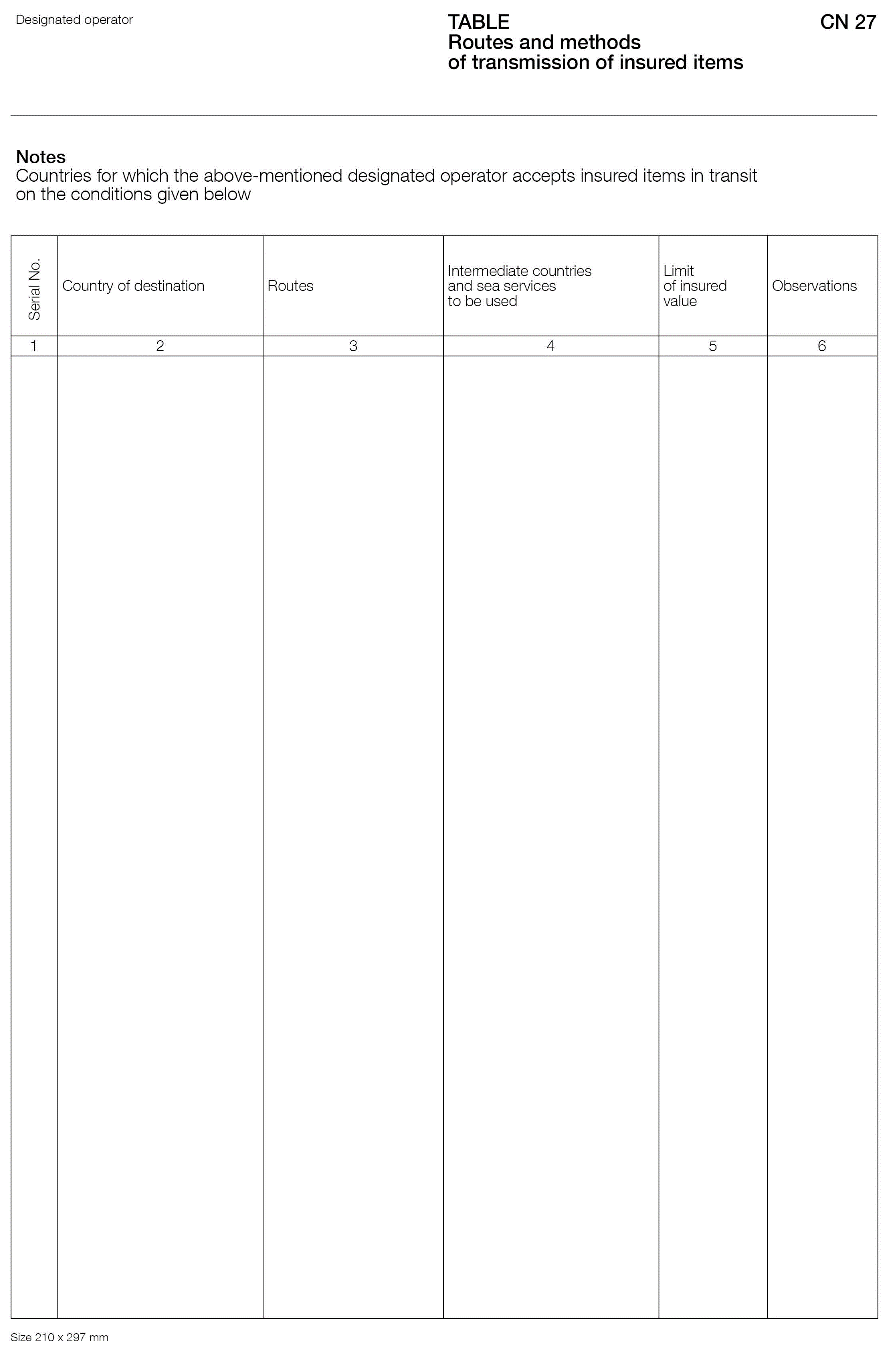 Designated operator
TABLE
CN 27
Routes and methods
of transmission of insured items
Notes
Countries for which the above-mentioned designated operator accepts insured items in transit
on the conditions given below
Serial No.
Country of destination
Routes
Intermediate countries
and sea services
to be used
Limit
of insured
value
Observations
1
2
3
4
5
6
Size 210 x 297 mm